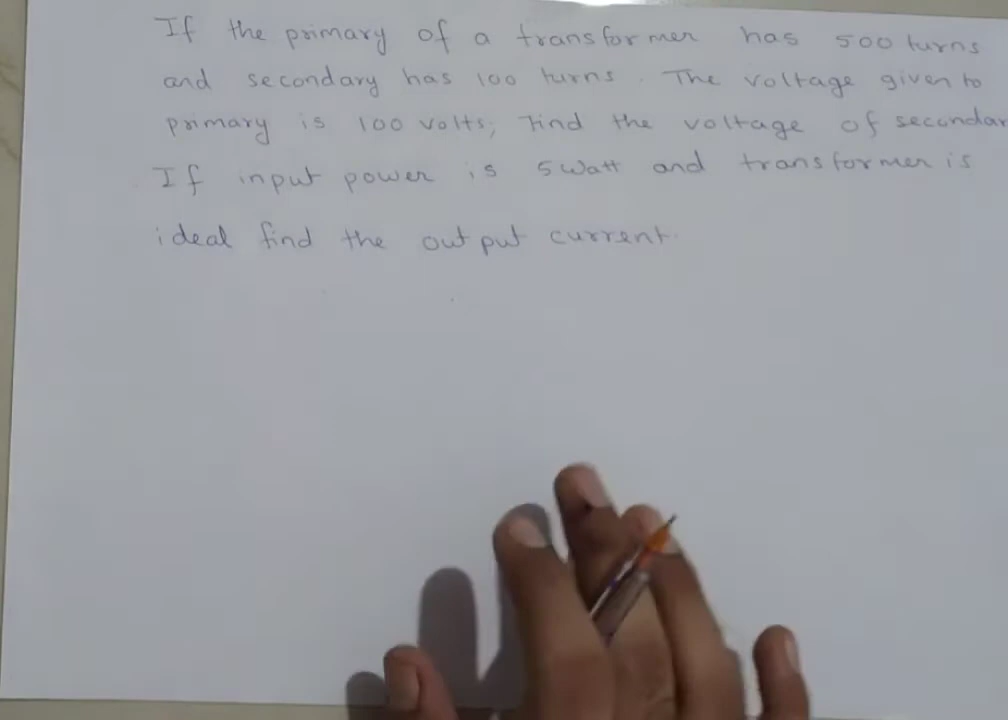 If the primary of a transformer has 500 turns
and secondary has 100 turns. The voltage given to
primary is 100 volts; Find the voltage of secondar
If input power is 5 watt and transformer is
ideal find the output current.